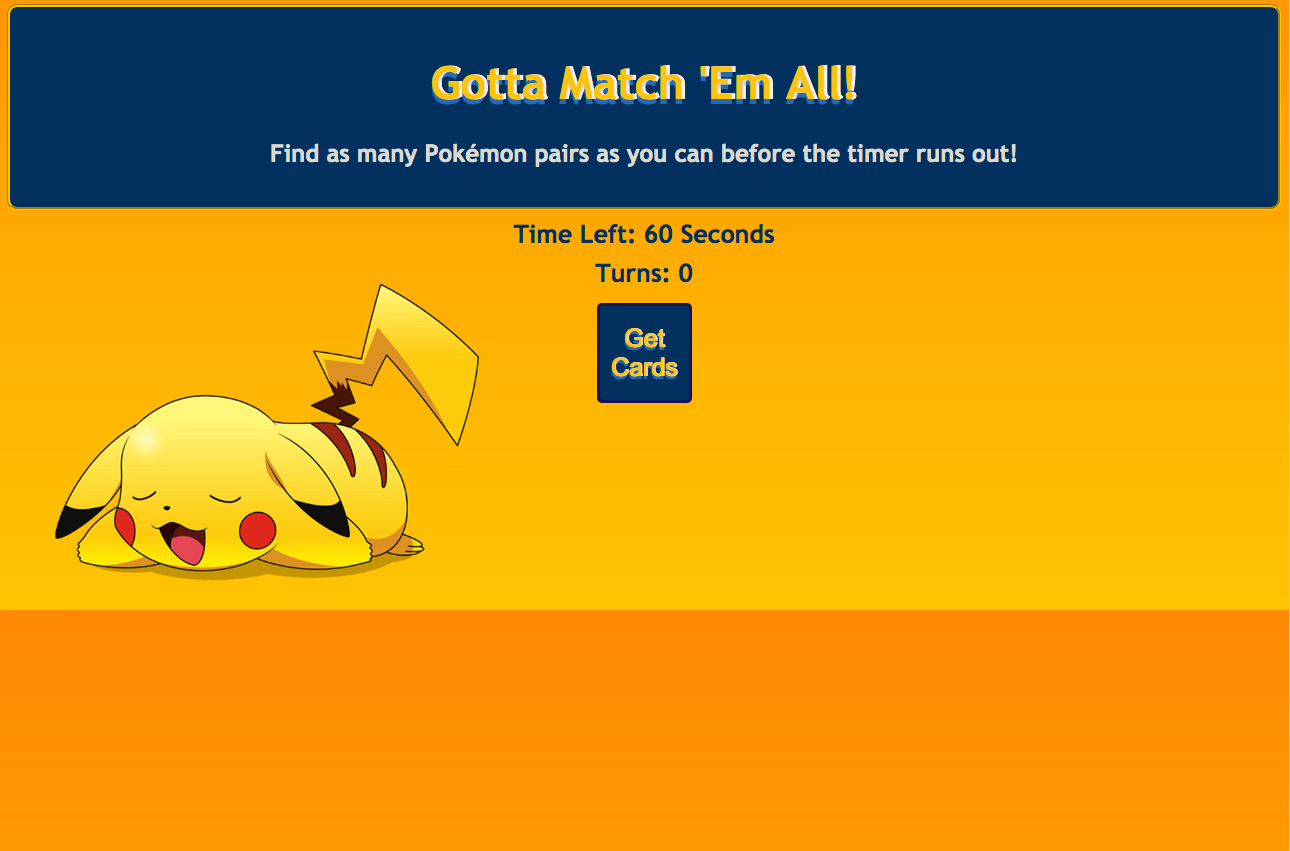 Gotta Match 'Em All!
Find as many Pokémon pairs as you can before the timer runs out!
Time Left: 60 Seconds
Turns: 0
Get
Cards